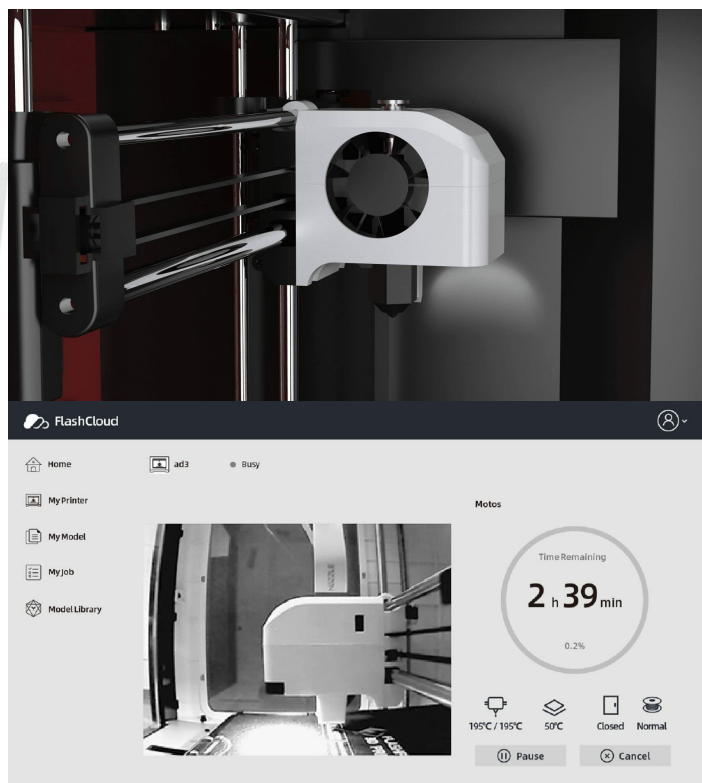 FlashCloud
Home
ad3
Busy
My Printer
Motos
My Model
Time Remaining
2 h 39 min
My Job
Model Library
NOZZLE
0.2%
195℃ / 195℃
50℃
Closed
Normal
Pause
Cancel